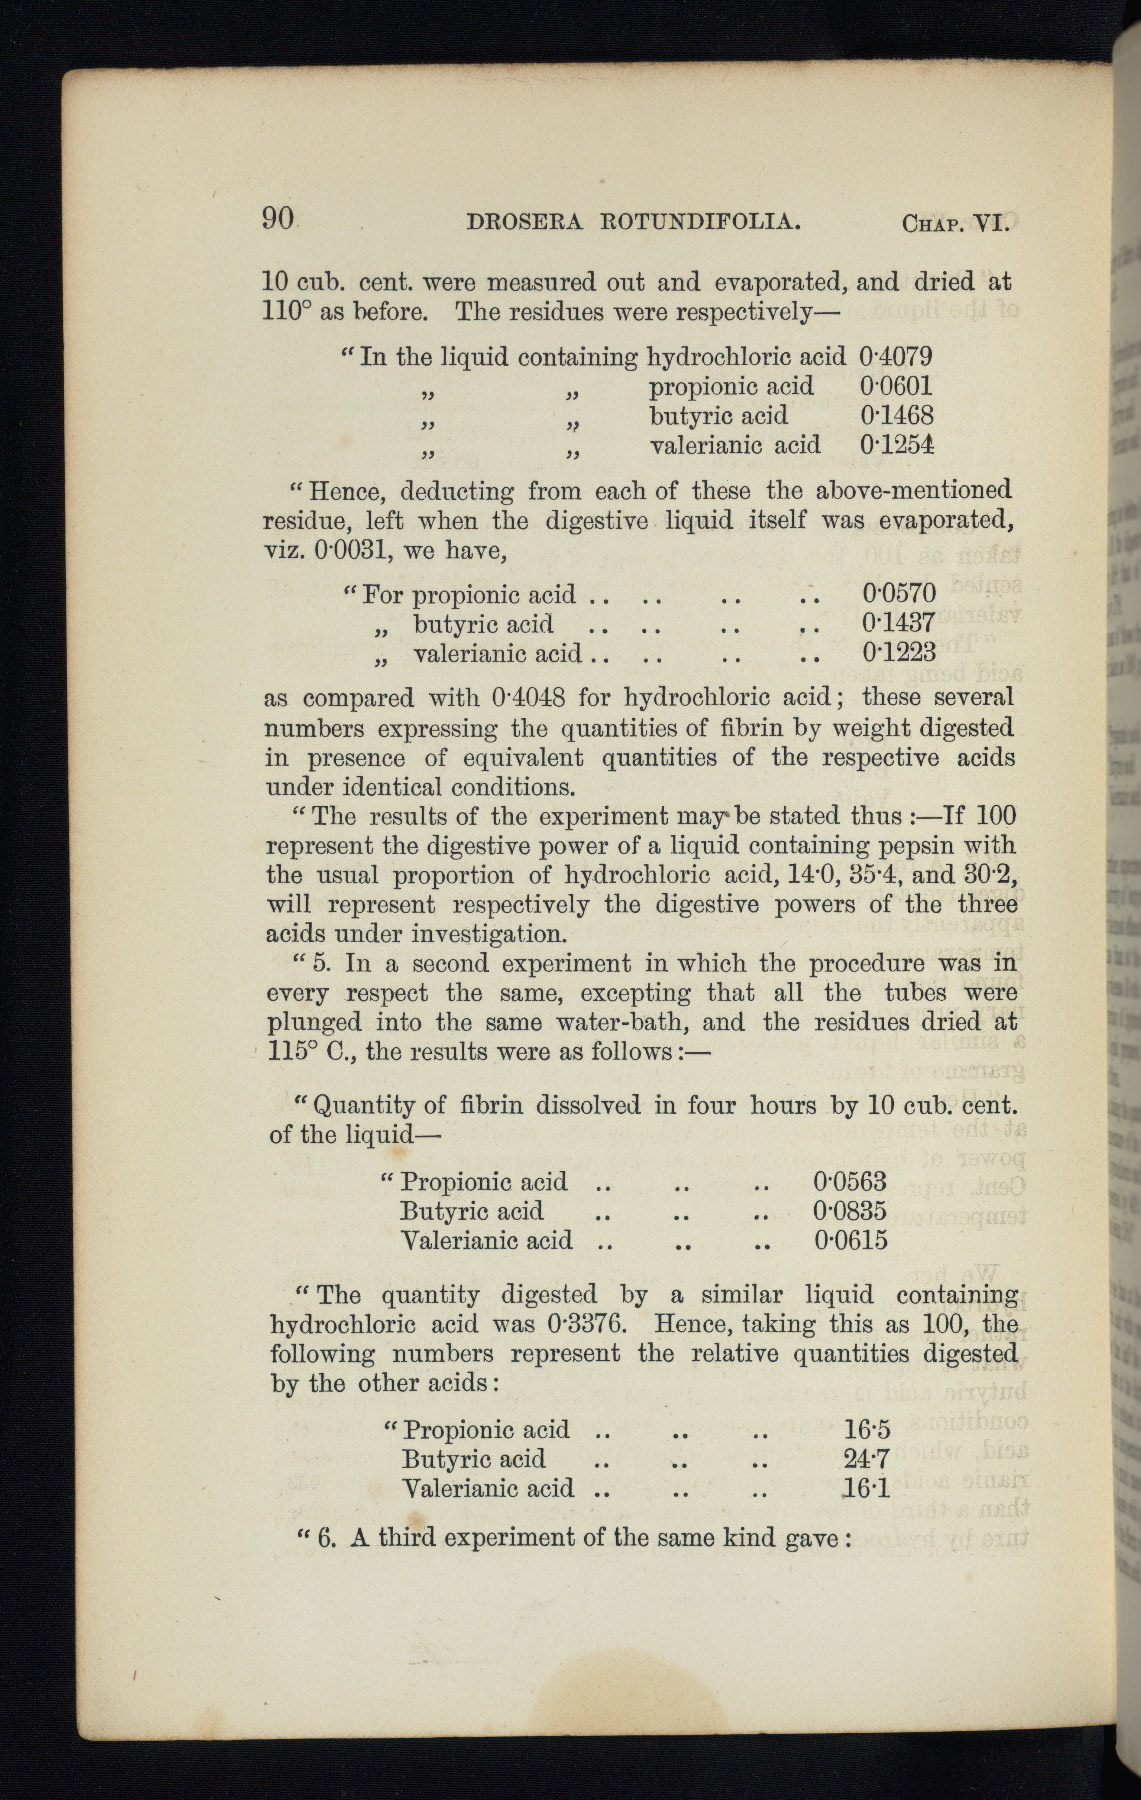 90 DROSERA ROTUNDIFOLIA. CHAP. VI.
10 cub. cent. were measured out and evaporated, and dried at
110° as before. The residues were respectively—
“ In the liquid containing hydrochloric acid 0·4079
„ „ propionic acid 0·0601
„ „ butyric acid 0·1468
„ „ valerianic acid 0·1254
“ Hence, deducting from each of these the above-mentioned
residue, left when the digestive liquid itself was evaporated,
viz. 0·0031, we have,
“ For propionic acid .. .. .. .. 0·0570
„ butyric acid .. .. .. .. 0·1437
„ valerianic acid .. .. .. .. 0·1223
as compared with 0·4048 for hydrochloric acid; these several
numbers expressing the quantities of fibrin by weight digested
in presence of equivalent quantities of the respective acids
under identical conditions.
“ The results of the experiment may be stated thus :—If 100
represent the digestive power of a liquid containing pepsin with
the usual proportion of hydrochloric acid, 14·0, 35·4, and 30·2,
will represent respectively the digestive powers of the three
acids under investigation.
“ 5. In a second experiment in which the procedure was in
every respect the same, excepting that all the tubes were
plunged into the same water-bath, and the residues dried at
115° C., the results were as follows :—
“ Quantity of fibrin dissolved in four hours by 10 cub. cent.
of the liquid—
“ Propionic acid .. .. .. 0·0563
Butyric acid .. .. .. 0·0835
Valerianic acid .. .. .. 0·0615
“ The quantity digested by a similar liquid containing
hydrochloric acid was 0·3376. Hence, taking this as 100, the
following numbers represent the relative quantities digested
by the other acids :
“ Propionic acid .. .. .. 16·5
Butyric acid .. .. .. 24·7
Valerianic acid .. .. .. 16·1
“ 6. A third experiment of the same kind gave :